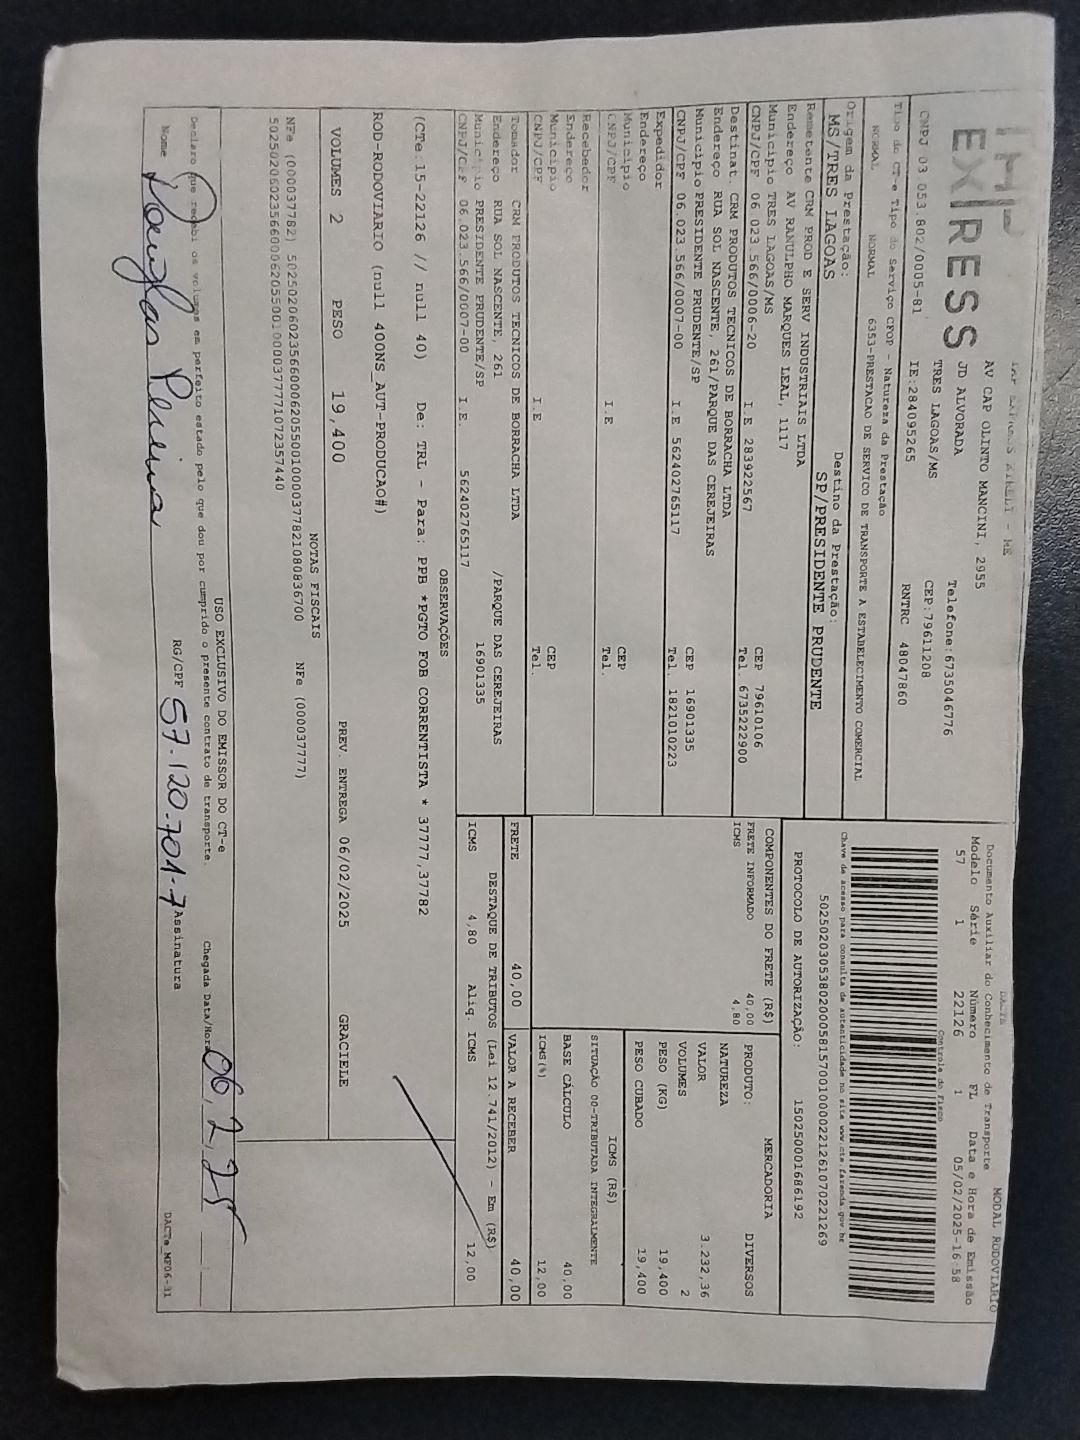 IMP
EXPRESS
IMP EXPRESS EIRELI - ME
AV CAP OLINTO MANCINI, 2955
JD ALVORADA
TRES LAGOAS/MS
Telefone: 6735046776
CEP: 79611208
CNPJ 03.053.802/0005-81 IE: 284095265 RNTRC 48047860
Tipo do CT-e Tipo do Serviço CFOP - Natureza da Prestação
NORMAL NORMAL 6353-PRESTACAO DE SERVICO DE TRANSPORTE A ESTABELECIMENTO COMERCIAL
Origem da Prestação: Destino da Prestação:
MS/TRES LAGOAS SP/PRESIDENTE PRUDENTE
Remetente CRM PROD E SERV INDUSTRIAIS LTDA
Endereço AV RANULPHO MARQUES LEAL, 1117
Município TRES LAGOAS/MS CEP 79610106
CNPJ/CPF 06.023.566/0006-20 I.E 283922567 Tel. 6735222900
Destinat. CRM PRODUTOS TECNICOS DE BORRACHA LTDA
Endereço RUA SOL NASCENTE, 261/PARQUE DAS CEREJEIRAS
Município PRESIDENTE PRUDENTE/SP CEP 16901335
CNPJ/CPF 06.023.566/0007-00 I.E 562402765117 Tel. 1821010223
Expedidor
Endereço
Município CEP
CNPJ/CPF I.E Tel.
Recebedor
Endereço
Município CEP
CNPJ/CPF I.E Tel.
Tomador CRM PRODUTOS TECNICOS DE BORRACHA LTDA
Endereço RUA SOL NASCENTE, 261 /PARQUE DAS CEREJEIRAS
Município PRESIDENTE PRUDENTE/SP 16901335
CNPJ/CPF 06.023.566/0007-00 I.E. 562402765117
DACTE MODAL RODOVIÁRIO
Documento Auxiliar do Conhecimento de Transporte
Modelo Série Número FL Data e Hora de Emissão
57 1 22126 1 05/02/2025-16:58
Controle do Fisco
Chave de acesso para consulta de autenticidade no site www.cte.fazenda.gov.br
50250203053802000581570010000221261070221269
PROTOCOLO DE AUTORIZAÇÃO: 150250001686192
COMPONENTES DO FRETE (R$)
FRETE INFORMADO 40,00
ICMS 4,80
MERCADORIA
PRODUTO: DIVERSOS
NATUREZA
VALOR 3.232,36
VOLUMES 2
PESO (KG) 19,400
PESO CUBADO 19,400
ICMS (R$)
SITUAÇÃO 00-TRIBUTADA INTEGRALMENTE
BASE CÁLCULO 40,00
ICMS(%) 12,00
FRETE 40,00 VALOR A RECEBER 40,00
DESTAQUE DE TRIBUTOS (Lei 12.741/2012) - Em (R$)
ICMS 4,80 Aliq. ICMS 12,00
OBSERVAÇÕES
(CTe.15-22126 // null 40) De: TRL - Para: PPB *PGTO FOB CORRENTISTA * 37777,37782
ROD-RODOVIARIO (null 400NS_AUT-PRODUCAO#)
VOLUMES 2 PESO 19,400 PREV. ENTREGA 06/02/2025 GRACIELE
NOTAS FISCAIS
NFe (000037782) 50250206023566000620550010000377821080836700 NFe (000037777)
50250206023566000620550010000377771072357440
USO EXCLUSIVO DO EMISSOR DO CT-e
Declaro que recebi os volumes em perfeito estado pelo que dou por cumprido o presente contrato de transporte. Chegada Data/Hora 06/2/25
Nome Douglas Pereira RG/CPF 57.120.701-7 Assinatura
DACTe_MF06-31